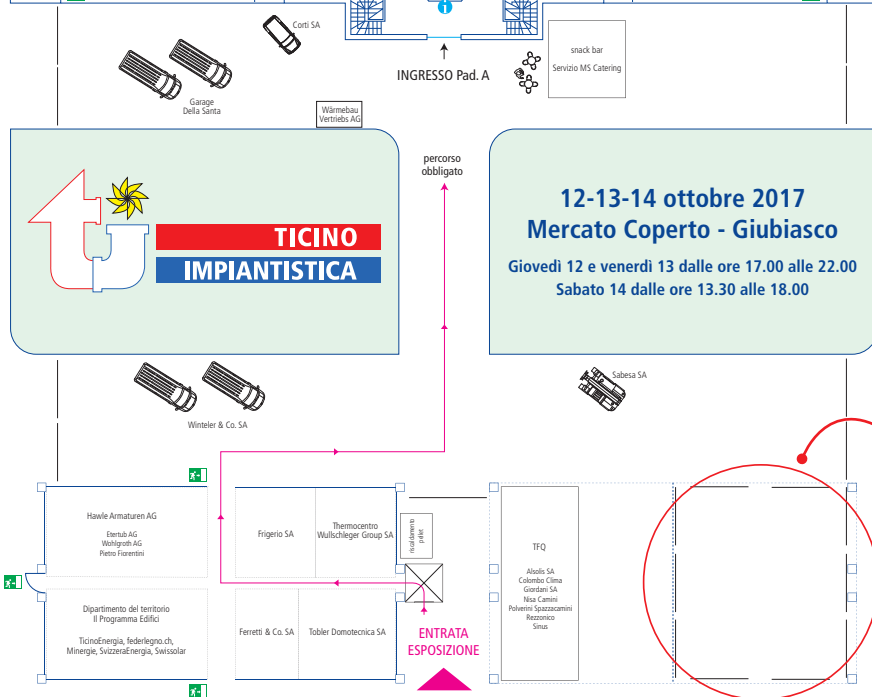 Corti SA
INGRESSO Pad. A
snack bar
Servizio MS Catering
Garage
Della Santa
Wärmebau
Vertriebs AG
percorso
obbligato
TICINO
IMPIANTISTICA
12-13-14 ottobre 2017
Mercato Coperto - Giubiasco
Giovedì 12 e venerdì 13 dalle ore 17.00 alle 22.00
Sabato 14 dalle ore 13.30 alle 18.00
Winteler & Co. SA
Sabesa SA
Hawle Armaturen AG
Etertub AG
Wohlgroth AG
Pietro Fiorentini
Frigerio SA
Thermocentro
Wullschleger Group SA
riscaldamento
pallet
TFQ
Alsolis SA
Colombo Clima
Giordani SA
Nisa Camini
Polverini Spazzacamini
Rezzonico
Sinus
Dipartimento del territorio
Il Programma Edifici
TicinoEnergia, federlegno.ch,
Minergie, SvizzeraEnergia, Swissolar
Ferretti & Co. SA
Tobler Domotecnica SA
ENTRATA
ESPOSIZIONE